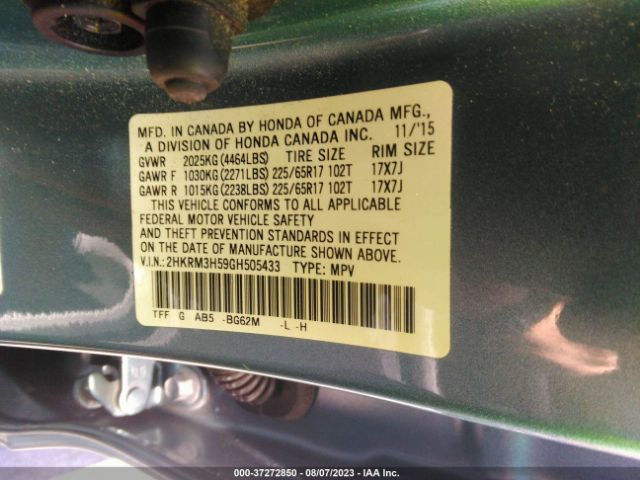 MFD. IN CANADA BY HONDA OF CANADA MFG.,
A DIVISION OF HONDA CANADA INC. 11/'15
GVWR 2025KG (4464LBS) TIRE SIZE RIM SIZE
GAWR F 1030KG (2271LBS) 225/65R17 102T 17X7J
GAWR R 1015KG (2238LBS) 225/65R17 102T 17X7J
THIS VEHICLE CONFORMS TO ALL APPLICABLE
FEDERAL MOTOR VEHICLE SAFETY
AND THEFT PREVENTION STANDARDS IN EFFECT
ON THE DATE OF MANUFACTURE SHOWN ABOVE.
V.I.N.: 2HKRM3H59GH505433 TYPE: MPV
TFF G AB5 -BG62M -L -H
000-37272850 - 08/07/2023 - IAA Inc.